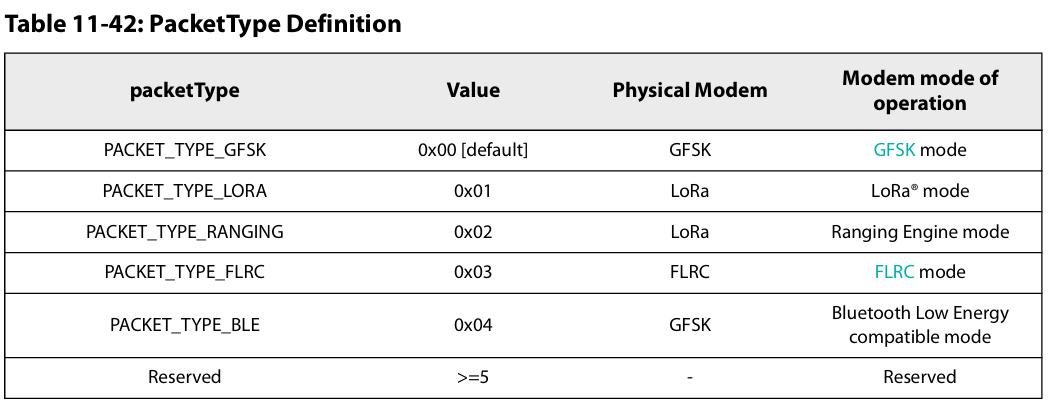 Table 11-42: PacketType Definition
packetType Value Physical Modem Modem mode of
operation
PACKET_TYPE_GFSK 0x00 [default] GFSK GFSK mode
PACKET_TYPE_LORA 0x01 LoRa LoRa® mode
PACKET_TYPE_RANGING 0x02 LoRa Ranging Engine mode
PACKET_TYPE_FLRC 0x03 FLRC FLRC mode
PACKET_TYPE_BLE 0x04 GFSK Bluetooth Low Energy
compatible mode
Reserved >=5 - Reserved